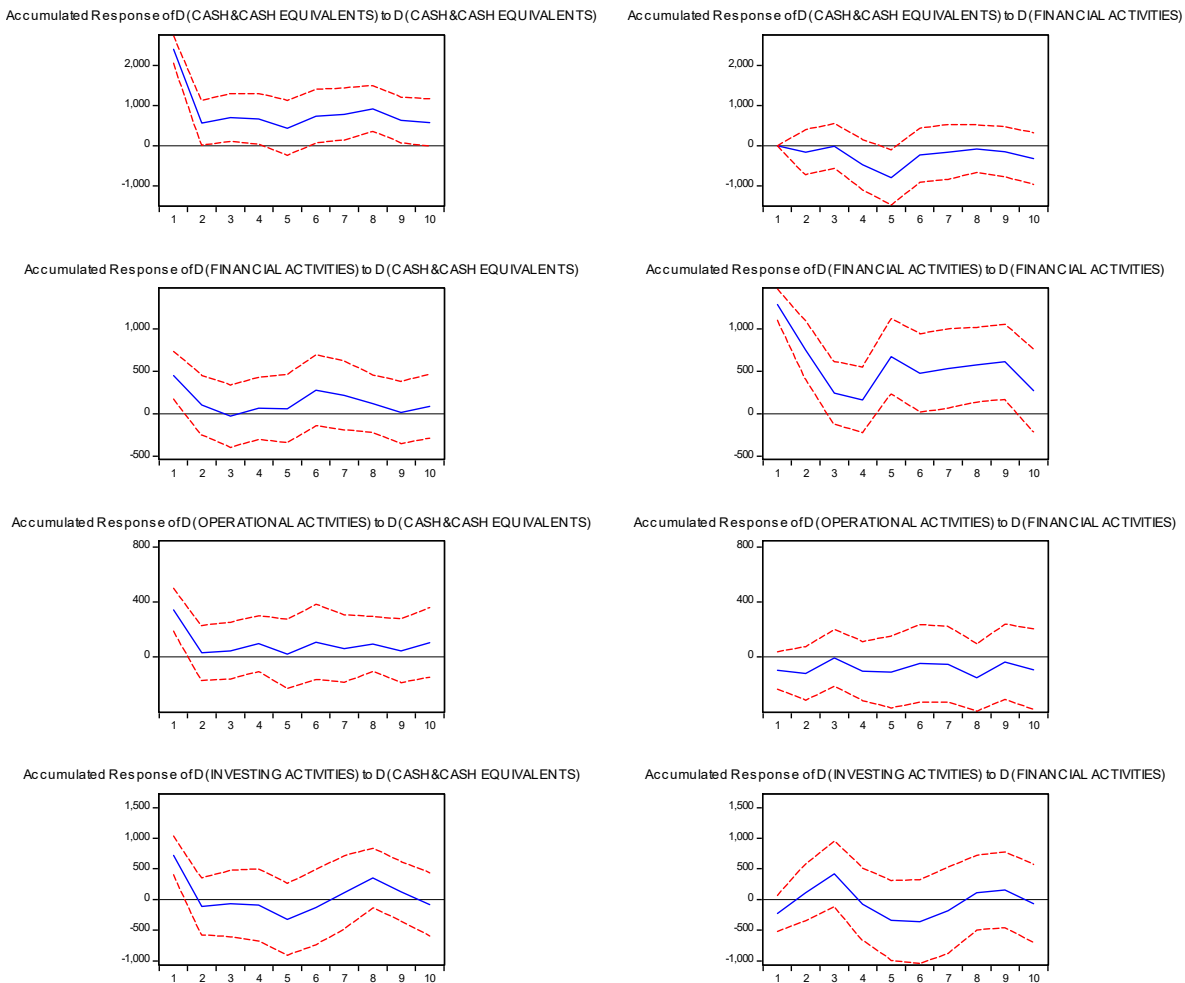 Accumulated Response of D(CASH&CASH EQUIVALENTS) to D(CASH&CASH EQUIVALENTS)
2,000
1,000
0
-1,000
1 2 3 4 5 6 7 8 9 10
Accumulated Response of D(CASH&CASH EQUIVALENTS) to D(FINANCIAL ACTIVITIES)
2,000
1,000
0
-1,000
1 2 3 4 5 6 7 8 9 10
Accumulated Response of D(FINANCIAL ACTIVITIES) to D(CASH&CASH EQUIVALENTS)
1,000
500
0
-500
1 2 3 4 5 6 7 8 9 10
Accumulated Response of D(FINANCIAL ACTIVITIES) to D(FINANCIAL ACTIVITIES)
1,000
500
0
-500
1 2 3 4 5 6 7 8 9 10
Accumulated Response of D(OPERATIONAL ACTIVITIES) to D(CASH&CASH EQUIVALENTS)
800
400
0
1 2 3 4 5 6 7 8 9 10
Accumulated Response of D(OPERATIONAL ACTIVITIES) to D(FINANCIAL ACTIVITIES)
800
400
0
1 2 3 4 5 6 7 8 9 10
Accumulated Response of D(INVESTING ACTIVITIES) to D(CASH&CASH EQUIVALENTS)
1,500
1,000
500
0
-500
-1,000
1 2 3 4 5 6 7 8 9 10
Accumulated Response of D(INVESTING ACTIVITIES) to D(FINANCIAL ACTIVITIES)
1,500
1,000
500
0
-500
-1,000
1 2 3 4 5 6 7 8 9 10